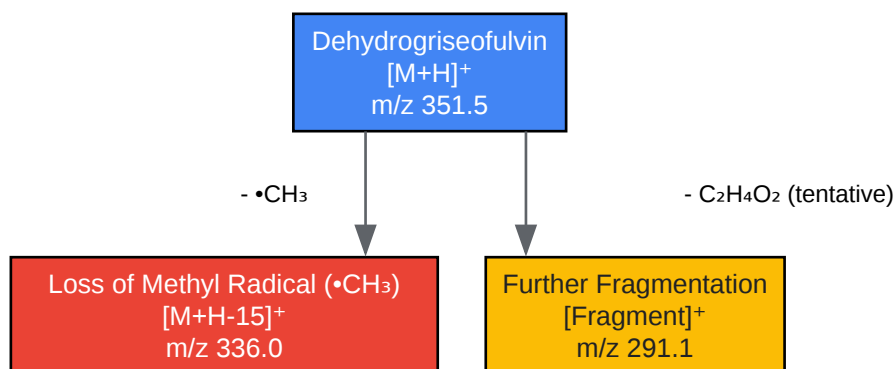 Dehydrogriseofulvin
[M+H]⁺
m/z 351.5
- •CH₃
- C₂H₄O₂ (tentative)
Loss of Methyl Radical (•CH₃)
[M+H-15]⁺
m/z 336.0
Further Fragmentation
[Fragment]⁺
m/z 291.1